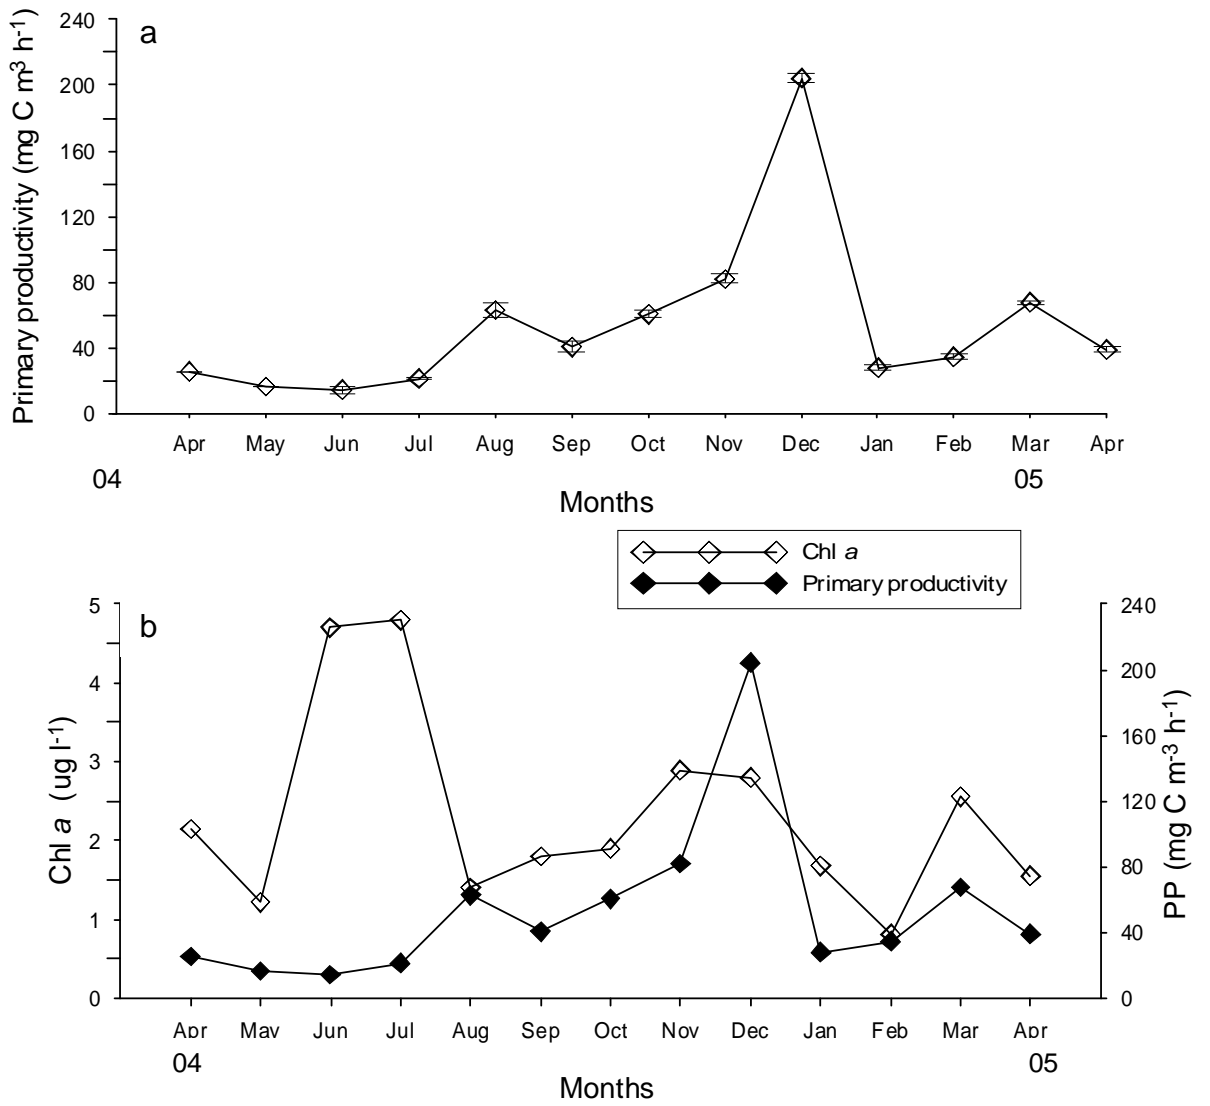 a
Primary productivity (mg C m³ h-¹)
240
200
160
120
80
40
0
Apr May Jun Jul Aug Sep Oct Nov Dec Jan Feb Mar Apr
04 05
Months
Chl a
Primary productivity
b
Chl a (ug l-¹)
5
4
3
2
1
0
240
200
160
120
80
40
0
PP (mg C m-³ h-¹)
Apr May Jun Jul Aug Sep Oct Nov Dec Jan Feb Mar Apr
04 05
Months